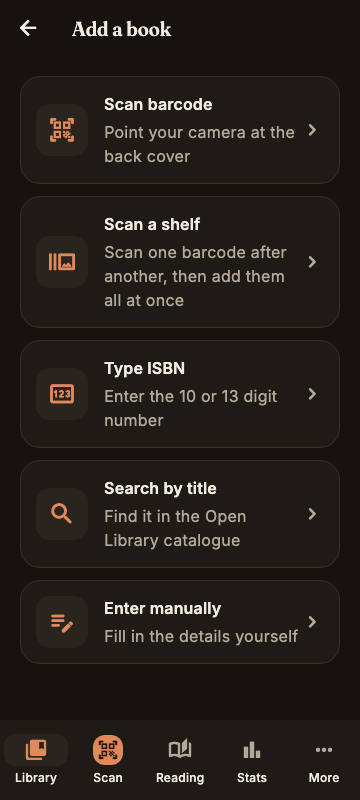 Add a book
Scan barcode
Point your camera at the
back cover
Scan a shelf
Scan one barcode after
another, then add them
all at once
123
Type ISBN
Enter the 10 or 13 digit
number
Search by title
Find it in the Open
Library catalogue
Enter manually
Fill in the details yourself
Library
Scan
Reading
Stats
More